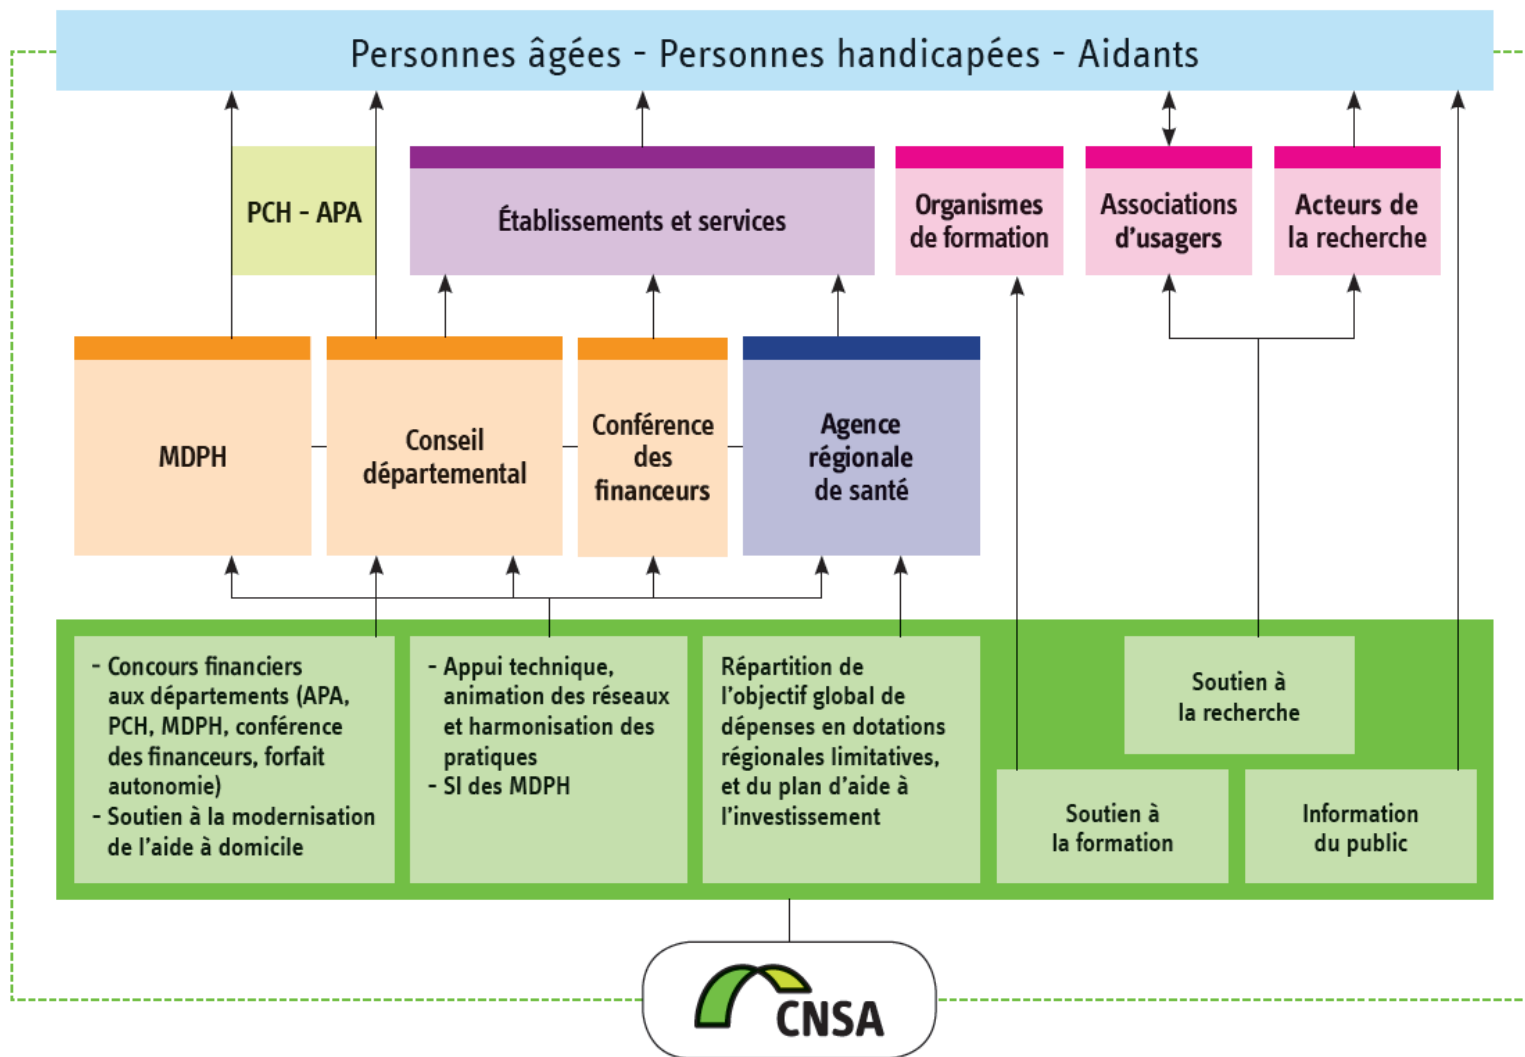 Personnes âgées - Personnes handicapées - Aidants
PCH - APA
Établissements et services
Organismes
de formation
Associations
d'usagers
Acteurs de
la recherche
MDPH
Conseil
départemental
Conférence
des
financeurs
Agence
régionale
de santé
- Concours financiers
aux départements (APA,
PCH, MDPH, conférence
des financeurs, forfait
autonomie)
- Soutien à la modernisation
de l'aide à domicile
- Appui technique,
animation des réseaux
et harmonisation des
pratiques
- SI des MDPH
Répartition de
l'objectif global de
dépenses en dotations
régionales limitatives,
et du plan d'aide à
l'investissement
Soutien à
la recherche
Soutien à
la formation
Information
du public
CNSA